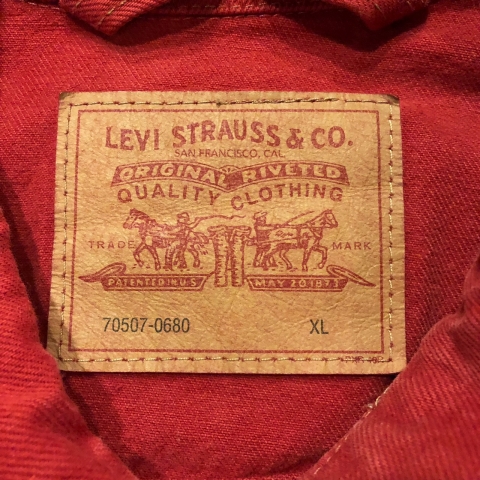 LEVI STRAUSS & CO.
SAN FRANCISCO, CAL
ORIGINAL RIVETED
QUALITY CLOTHING
TRADE MARK
PATENTED IN U.S. MAY 20 1873
70507-0680 XL